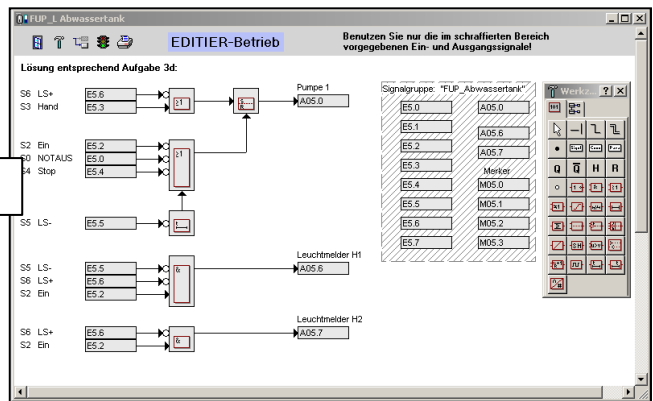 FUP_L Abwassertank
EDITIER-Betrieb
Benutzen Sie nur die im schraffierten Bereich
vorgegebenen Ein- und Ausgangssignale!
Lösung entsprechend Aufgabe 3d:
S6 LS+ E5.6
S3 Hand E5.3
≥1
S
R
Pumpe 1
A05.0
S2 Ein E5.2
S0 NOTAUS E5.0
S4 Stop E5.4
≥1
S5 LS- E5.5
S5 LS- E5.5
S6 LS+ E5.6
S2 Ein E5.2
&
Leuchtmelder H1
A05.6
S6 LS+ E5.6
S2 Ein E5.2
&
Leuchtmelder H2
A05.7
Signalgruppe: "FUP_Abwassertank"
E5.0 A05.0
E5.1 A05.6
E5.2 A05.7
E5.3 Merker
E5.4 M05.0
E5.5 M05.1
E5.6 M05.2
E5.7 M05.3
Werkz...
Q Q H R